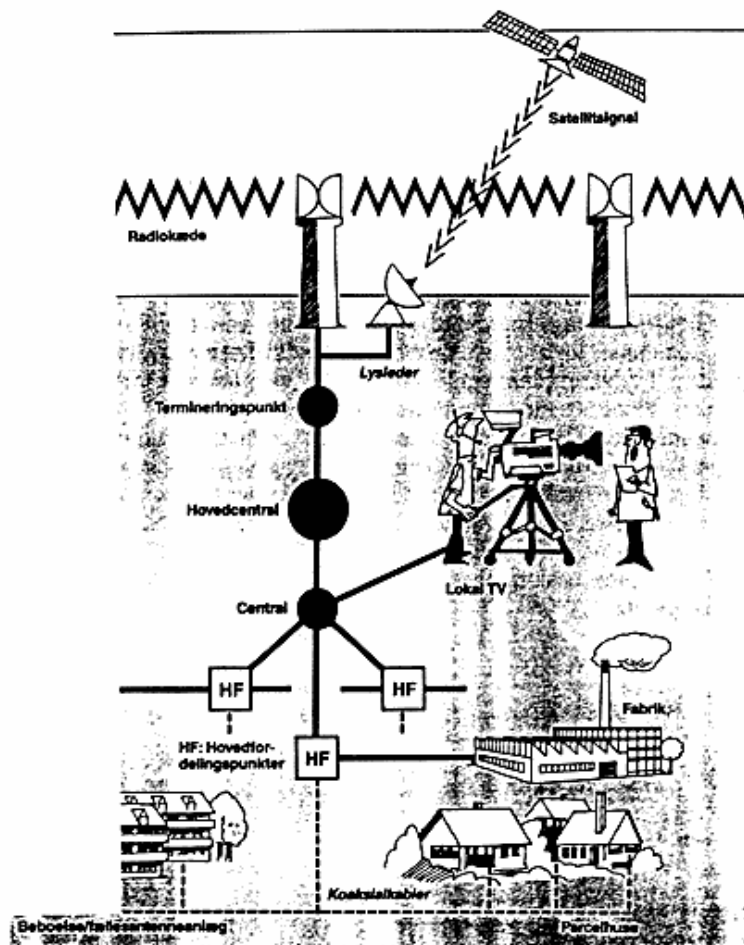 Satellitsignal
Radiokæde
Lysleder
Termineringspunkt
Hovedcentral
Lokal TV
Central
HF
HF
Fabrik
HF: Hovedfor-
delingspunkter
HF
Koaksialkabler
Beboelse/fællesantenneanlæg
Parcelhuse